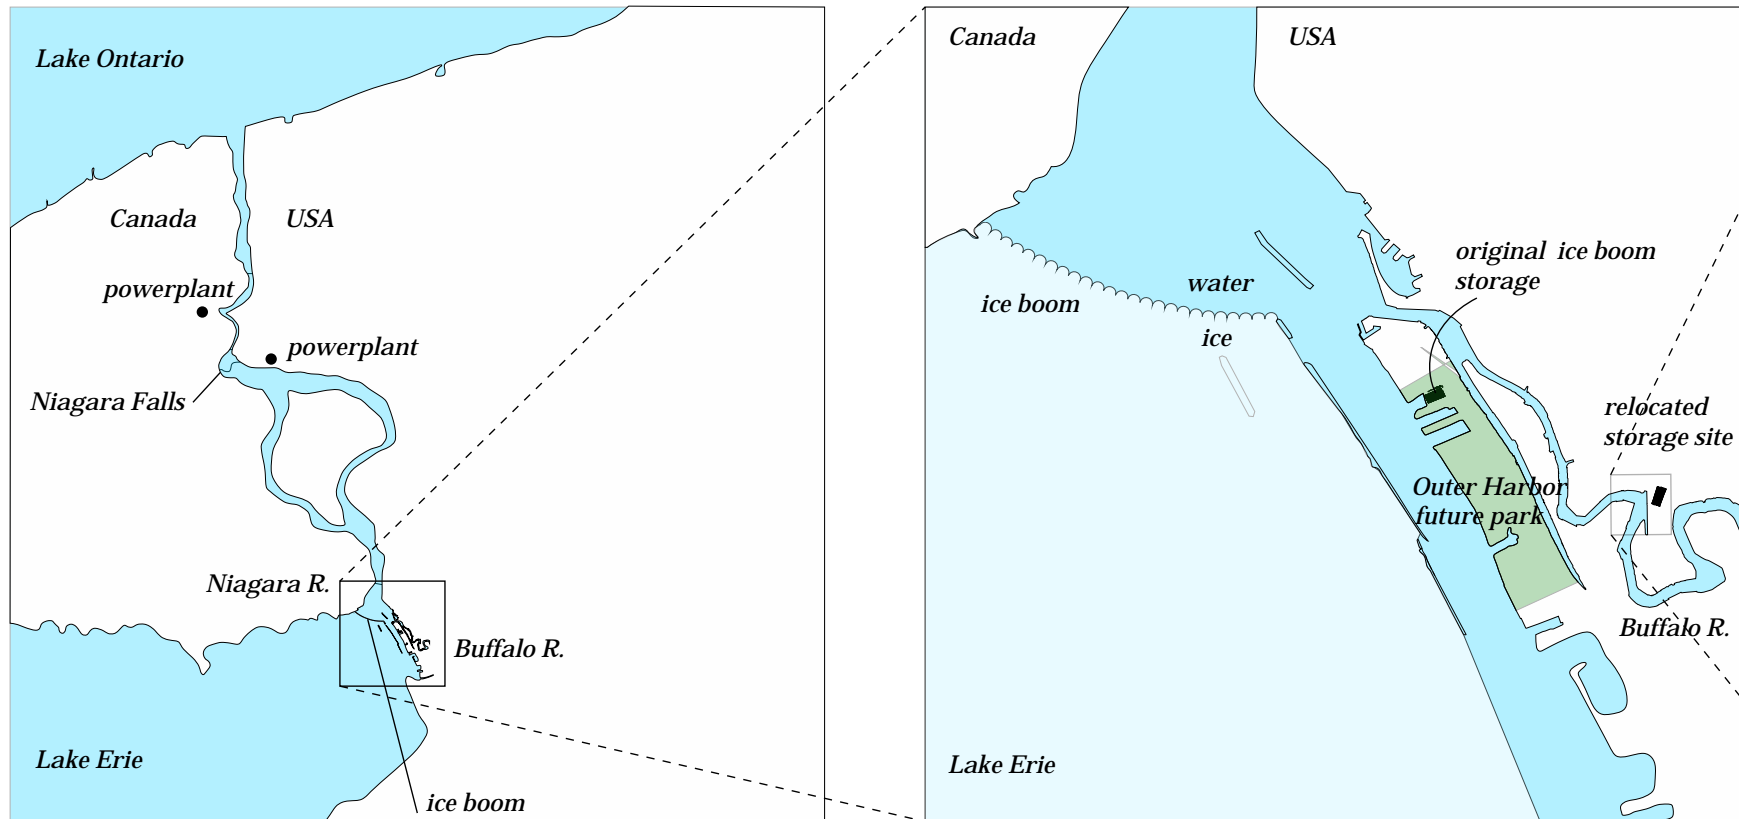 Lake Ontario
Canada
USA
powerplant
powerplant
Niagara Falls
Niagara R.
Buffalo R.
Lake Erie
ice boom
Canada
USA
original ice boom
storage
water
ice boom
ice
relocated
storage site
Outer Harbor
future park
Buffalo R.
Lake Erie